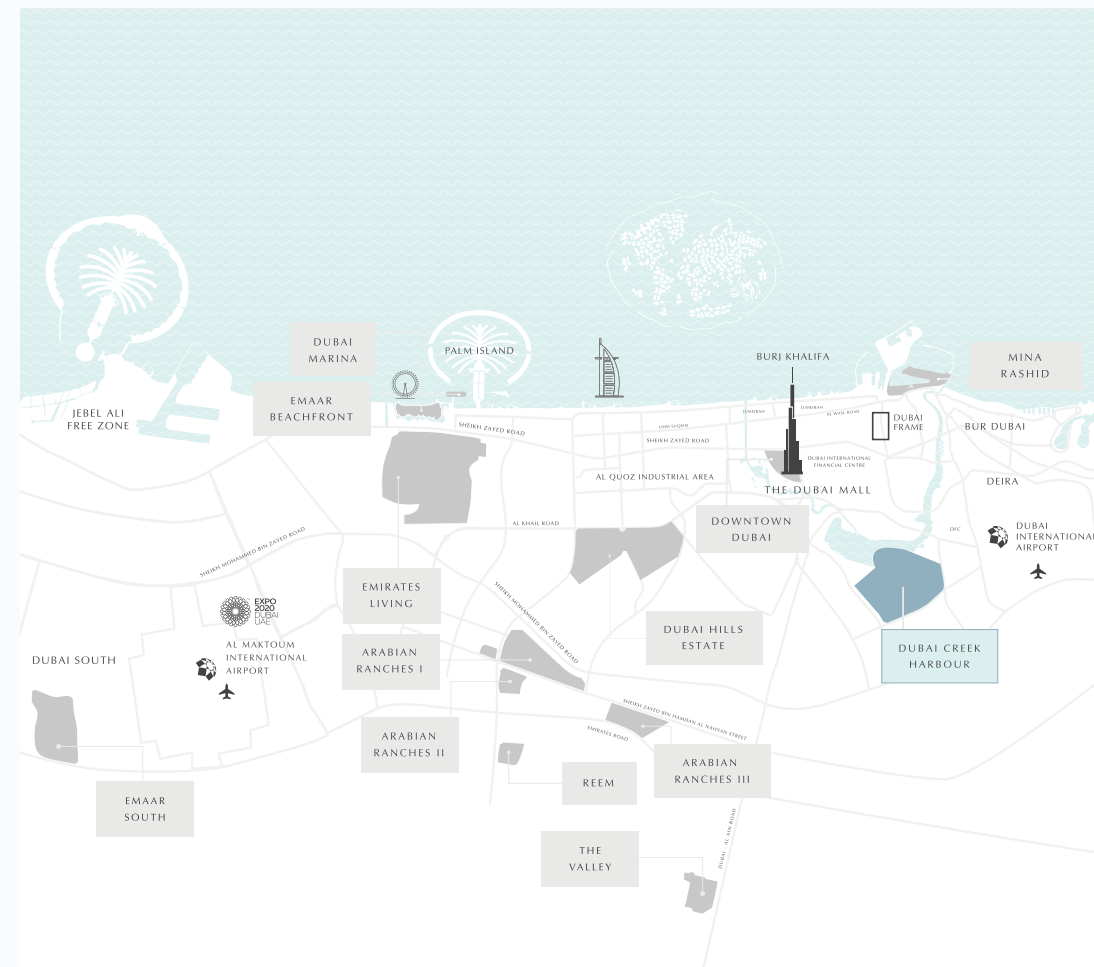 DUBAI
MARINA
PALM ISLAND
BURJ KHALIFA
MINA
RASHID
EMAAR
BEACHFRONT
JEBEL ALI
FREE ZONE
SHEIKH ZAYED ROAD
UMM SUQEIM
SHEIKH ZAYED ROAD
JUMEIRAH
JUMEIRAH
AL WASL ROAD
DUBAI
FRAME
BUR DUBAI
DUBAI INTERNATIONAL
FINANCIAL CENTRE
AL QUOZ INDUSTRIAL AREA
THE DUBAI MALL
DEIRA
AL KHAIL ROAD
DOWNTOWN
DUBAI
DFC
DUBAI
INTERNATIONAL
AIRPORT
SHEIKH MOHAMMED BIN ZAYED ROAD
EMIRATES
LIVING
SHEIKH MOHAMMED BIN ZAYED ROAD
EXPO
2020
DUBAI
UAE
DUBAI HILLS
ESTATE
DUBAI CREEK
HARBOUR
DUBAI SOUTH
AL MAKTOUM
INTERNATIONAL
AIRPORT
ARABIAN
RANCHES I
SHEIKH ZAYED BIN HAMDAN AL NAHYAN STREET
EMIRATES ROAD
ARABIAN
RANCHES II
ARABIAN
RANCHES III
REEM
EMAAR
SOUTH
DUBAI - AL AIN ROAD
THE
VALLEY